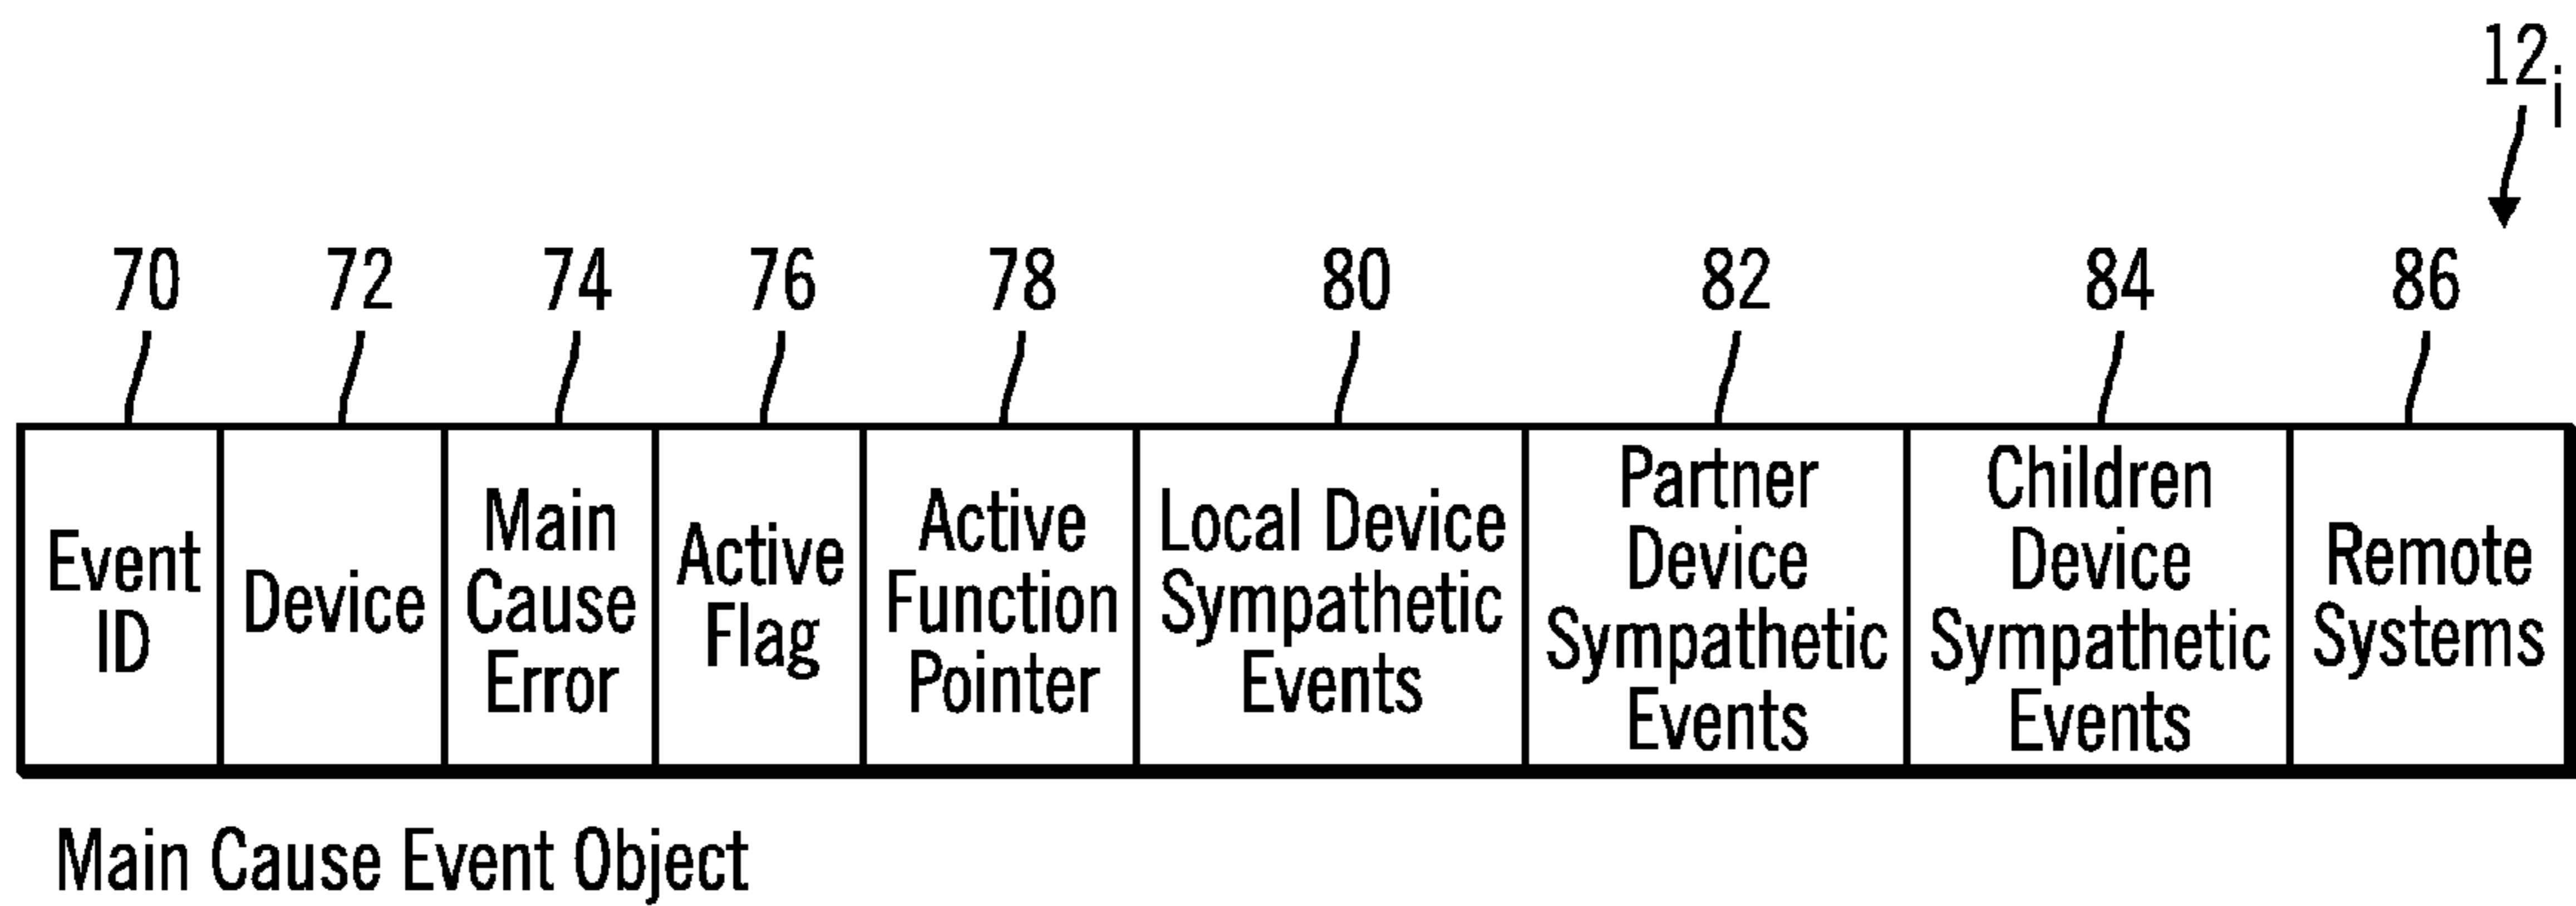 12i
70 72 74 76 78 80 82 84 86
Event
ID
Device
Main
Cause
Error
Active
Flag
Active
Function
Pointer
Local Device
Sympathetic
Events
Partner
Device
Sympathetic
Events
Children
Device
Sympathetic
Events
Remote
Systems
Main Cause Event Object